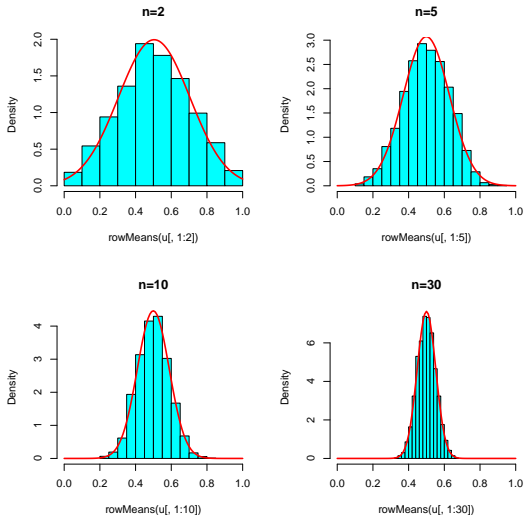 n=2
Density
0.0 0.5 1.0 1.5 2.0
0.0 0.2 0.4 0.6 0.8 1.0
rowMeans(u[, 1:2])
n=5
Density
0.0 0.5 1.0 1.5 2.0 2.5 3.0
0.0 0.2 0.4 0.6 0.8 1.0
rowMeans(u[, 1:5])
n=10
Density
0 1 2 3 4
0.0 0.2 0.4 0.6 0.8 1.0
rowMeans(u[, 1:10])
n=30
Density
0 2 4 6
0.0 0.2 0.4 0.6 0.8 1.0
rowMeans(u[, 1:30])